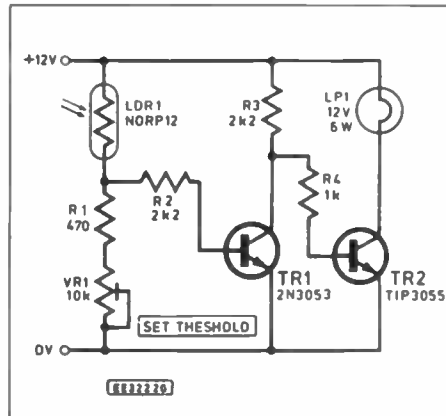 +12V
LDR1
NORP12
R3
2k2
LP1
12V
6W
R2
2k2
R4
1k
R1
470
TR1
2N3053
TR2
TIP3055
VR1
10k
SET THESHOLD
0V
EE3222G